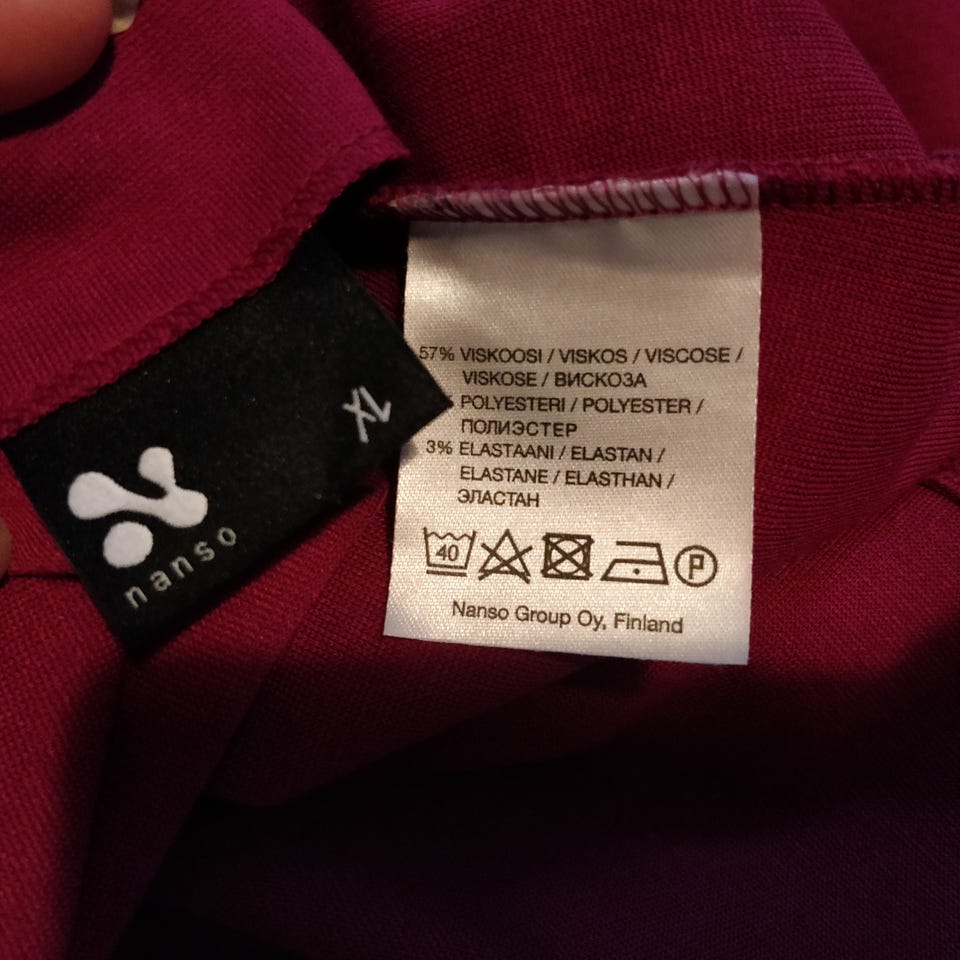 nanso
XL
57% VISKOOSI / VISKOS / VISCOSE /
VISKOSE / ВИСКОЗА
POLYESTERI / POLYESTER /
ПОЛИЭСТЕР
3% ELASTAANI / ELASTAN /
ELASTANE / ELASTHAN /
ЭЛАСТАН
40
P
Nanso Group Oy, Finland